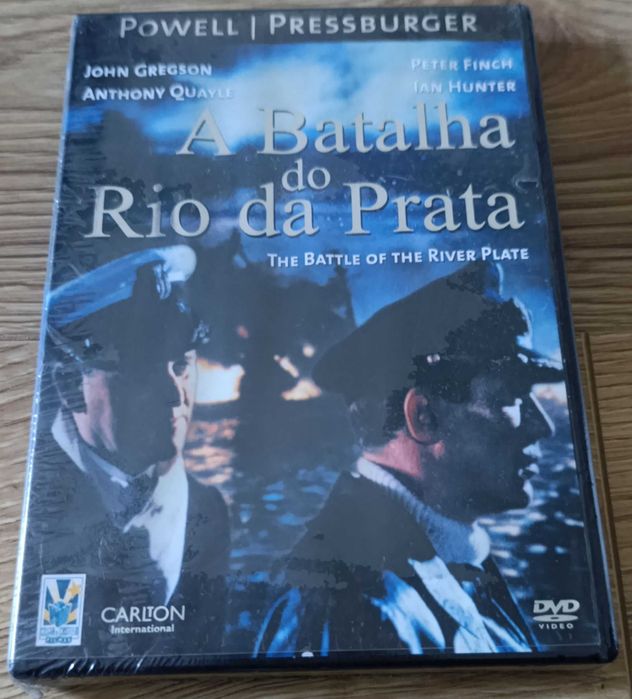 POWELL | PRESSBURGER
JOHN GREGSON
PETER FINCH
ANTHONY QUAYLE
IAN HUNTER
A Batalha
do
Rio da Prata
THE BATTLE OF THE RIVER PLATE
CARLTON
International
DVD
VIDEO